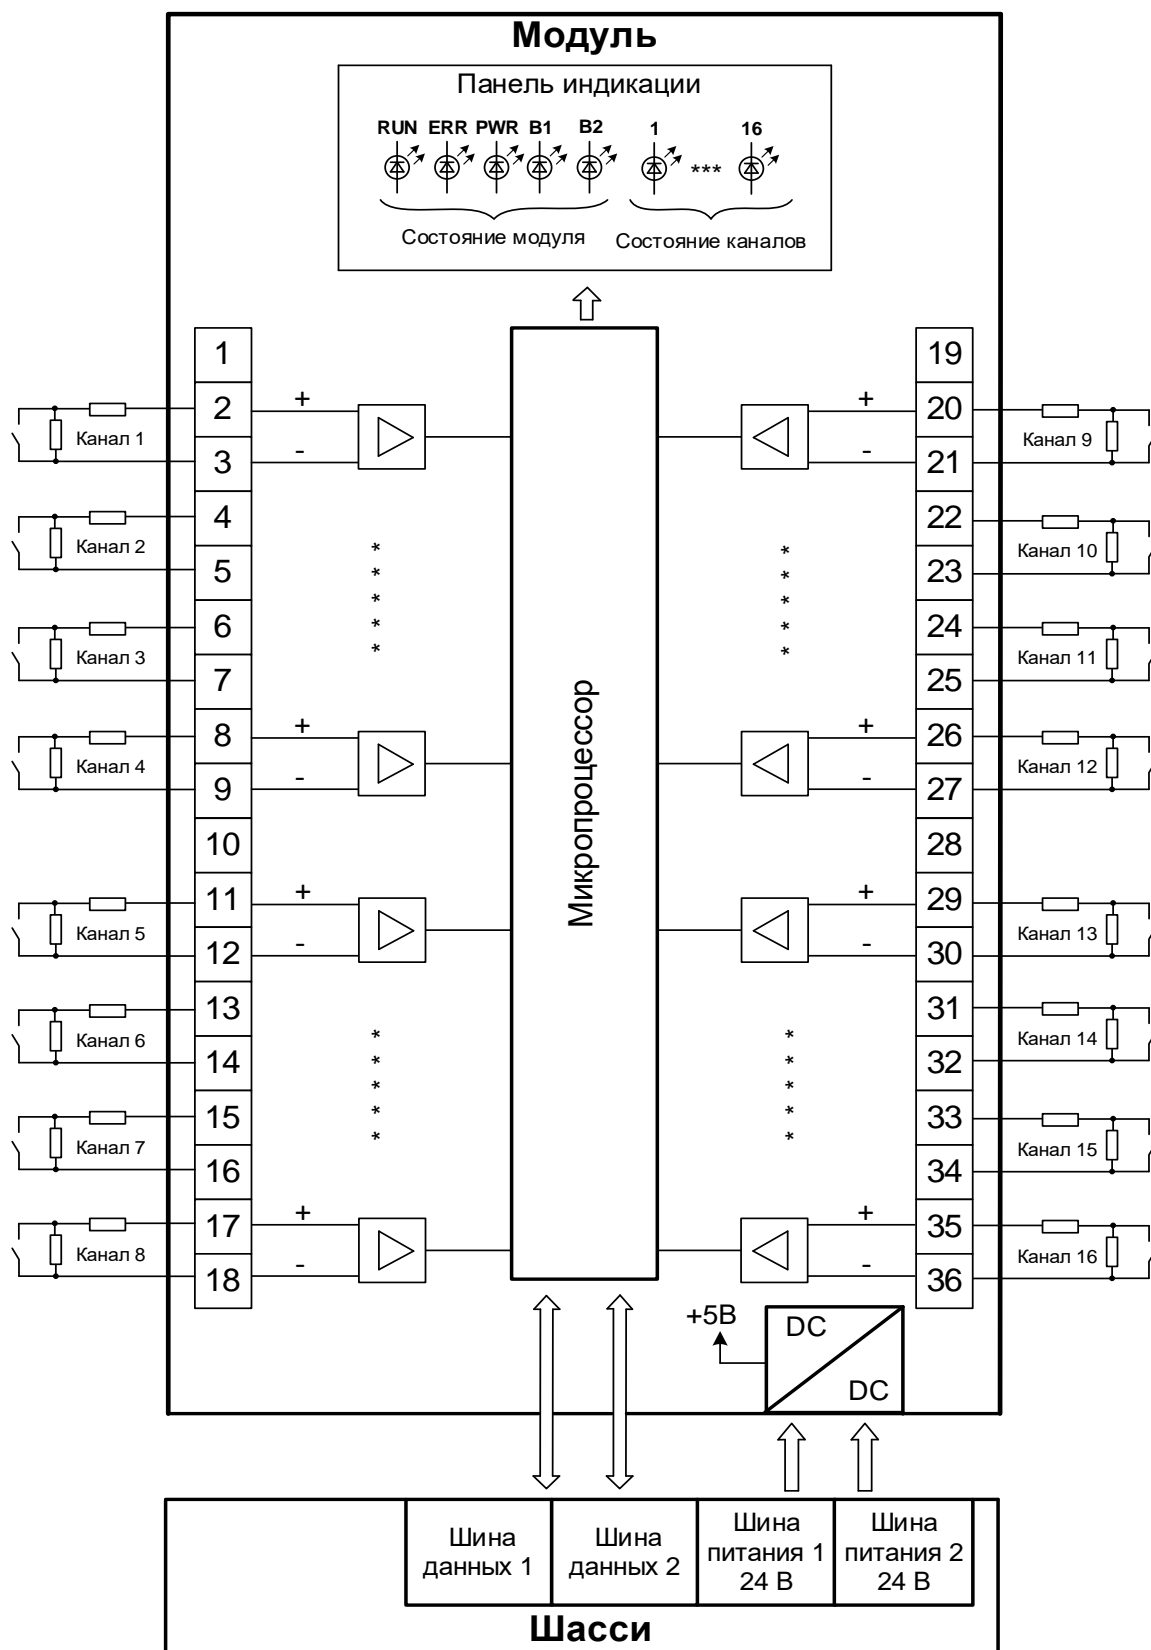 Модуль
Панель индикации
RUN ERR PWR B1 B2 1 16
***
Состояние модуля Состояние каналов
1 19
2 + + 20
Канал 1 Канал 9
3 - - 21
4 22
Канал 2 Канал 10
5 * * 23
* *
6 * * 24
Канал 3 * * Канал 11
7 * * 25
8 + + 26
Канал 4 Канал 12
9 - - 27
Микропроцессор
10 28
11 + + 29
Канал 5 Канал 13
12 - - 30
13 31
Канал 6 * * Канал 14
14 * * 32
* *
15 * * 33
Канал 7 * * Канал 15
16 34
17 + + 35
Канал 8 Канал 16
18 - - 36
+5В DC
DC
Шина данных 1
Шина данных 2
Шина питания 1 24 В
Шина питания 2 24 В
Шасси